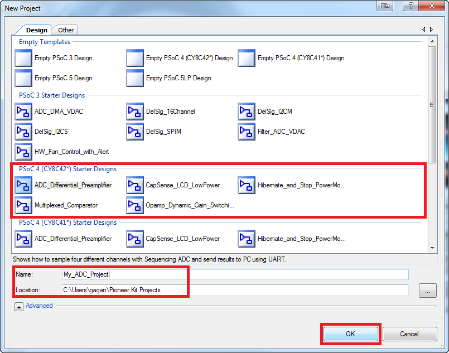 New Project
Design Other
Empty Templates
Empty PSoC 3 Design Empty PSoC 4 (CY8C42*) Design Empty PSoC 4 (CY8C41*) Design
Empty PSoC 5 Design Empty PSoC 5LP Design
PSoC 3 Starter Designs
ADC_DMA_VDAC DelSig_16Channel DelSig_I2CM
DelSig_I2CS DelSig_SPIM Filter_ADC_VDAC
HW_Fan_Control_with_Alert
PSoC 4 (CY8C42*) Starter Designs
ADC_Differential_Preamplifier CapSense_LCD_LowPower Hibernate_and_Stop_PowerMo...
Multiplexed_Comparator Opamp_Dynamic_Gain_Switchi...
PSoC 4 (CY8C41*) Starter Designs
ADC_Differential_Preamplifier CapSense_LCD_LowPower Hibernate_and_Stop_PowerMo...
Shows how to sample four different channels with Sequencing ADC and send results to PC using UART.
Name: My_ADC_Project
Location: C:\Users\gagan\Pioneer Kit Projects ...
+ Advanced
OK Cancel